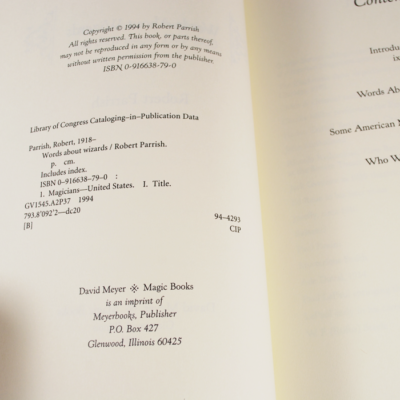 Copyright © 1994 by Robert Parrish
All rights reserved. This book, or parts thereof,
may not be reproduced in any form or by any means
without written permission from the publisher.
ISBN 0-916638-79-0
Library of Congress Cataloging-in-Publication Data
Parrish, Robert, 1918–
Words about wizards / Robert Parrish.
p. cm.
Includes index.
ISBN 0-916638-79-0 :
1. Magicians—United States. I. Title.
GV1545.A2P37 1994
793.8'092'2—dc20
94-4293
[B]
CIP
David Meyer ❖ Magic Books
is an imprint of
Meyerbooks, Publisher
P.O. Box 427
Glenwood, Illinois 60425
Conte
Introdu
ix
Words Ab
Some American
Who W